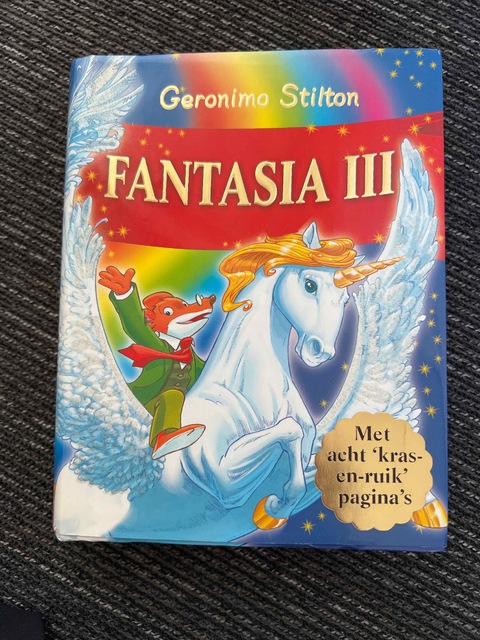 Geronimo Stilton
FANTASIA III
Met
acht ‘kras-
en-ruik’
pagina’s